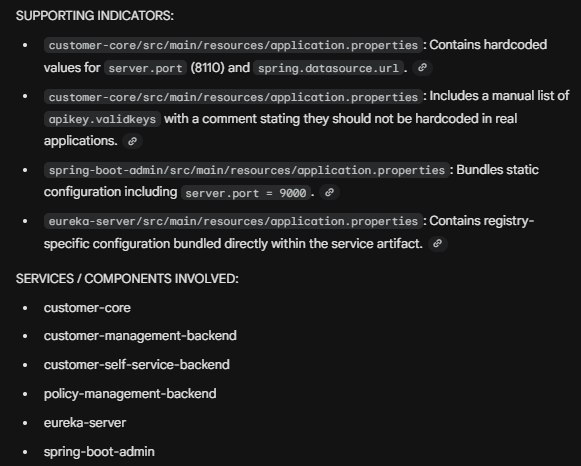 SUPPORTING INDICATORS:
• customer-core/src/main/resources/application.properties: Contains hardcoded
values for server.port (8110) and spring.datasource.url.
• customer-core/src/main/resources/application.properties: Includes a manual list of
apikey.validkeys with a comment stating they should not be hardcoded in real
applications.
• spring-boot-admin/src/main/resources/application.properties: Bundles static
configuration including server.port = 9000.
• eureka-server/src/main/resources/application.properties: Contains registry-
specific configuration bundled directly within the service artifact.
SERVICES / COMPONENTS INVOLVED:
• customer-core
• customer-management-backend
• customer-self-service-backend
• policy-management-backend
• eureka-server
• spring-boot-admin